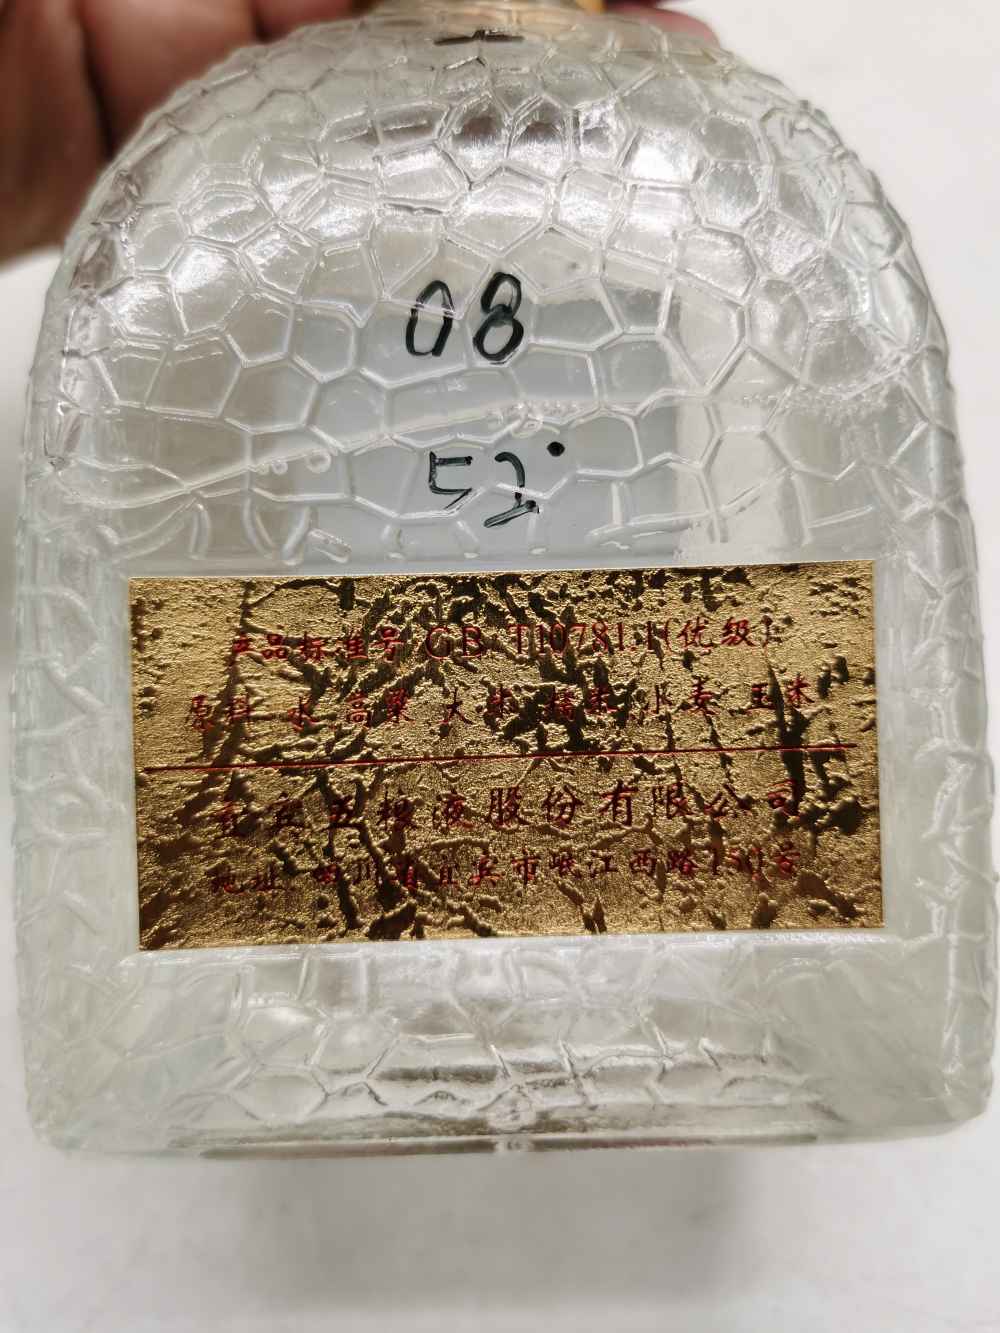 08
52°
产品标准号 GB T10781.1(优级)
原料 水 高粱 大米 糯米 小麦 玉米
宜宾五粮液股份有限公司
地址 四川省宜宾市岷江西路150号